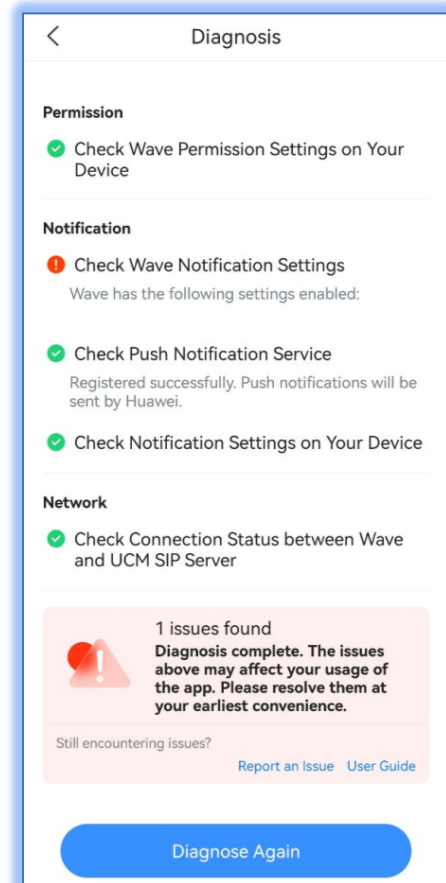 Diagnosis
Permission
Check Wave Permission Settings on Your
Device
Notification
Check Wave Notification Settings
Wave has the following settings enabled:
Check Push Notification Service
Registered successfully. Push notifications will be
sent by Huawei.
Check Notification Settings on Your Device
Network
Check Connection Status between Wave
and UCM SIP Server
1 issues found
Diagnosis complete. The issues
above may affect your usage of
the app. Please resolve them at
your earliest convenience.
Still encountering issues?
Report an Issue User Guide
Diagnose Again